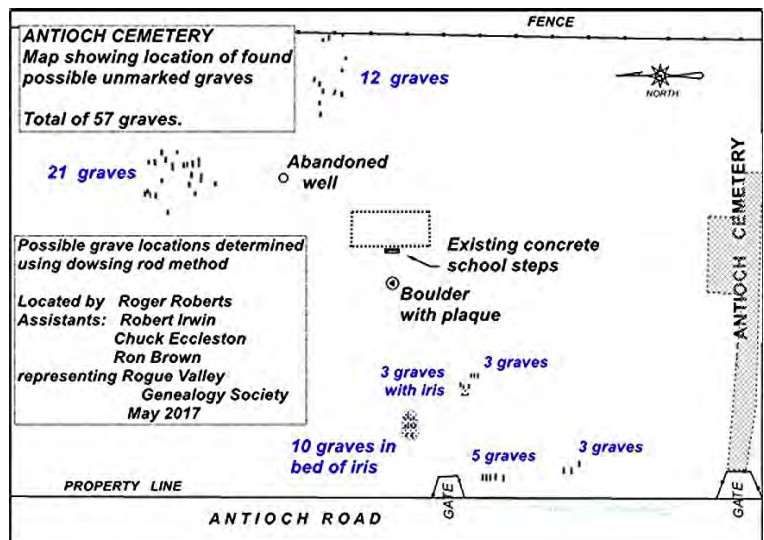 ANTIOCH CEMETERY
Map showing location of found
possible unmarked graves
Total of 57 graves.
FENCE
12 graves
NORTH
21 graves
Abandoned
well
ANTIOCH CEMETERY
Possible grave locations determined
using dowsing rod method
Located by Roger Roberts
Assistants: Robert Irwin
Chuck Eccleston
Ron Brown
representing Rogue Valley
Genealogy Society
May 2017
Existing concrete
school steps
Boulder
with plaque
3 graves
with iris
3 graves
10 graves in
bed of iris
5 graves
3 graves
PROPERTY LINE
GATE
GATE
ANTIOCH ROAD